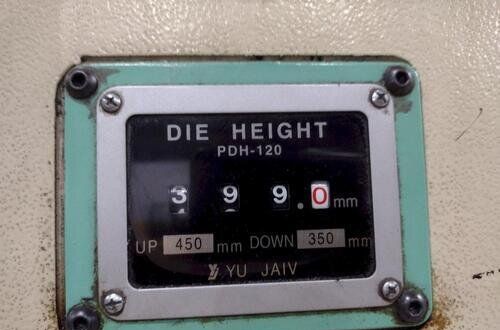 DIE HEIGHT
PDH-120
3 9 9.0 mm
UP 450 mm DOWN 350 mm
YU JAIV